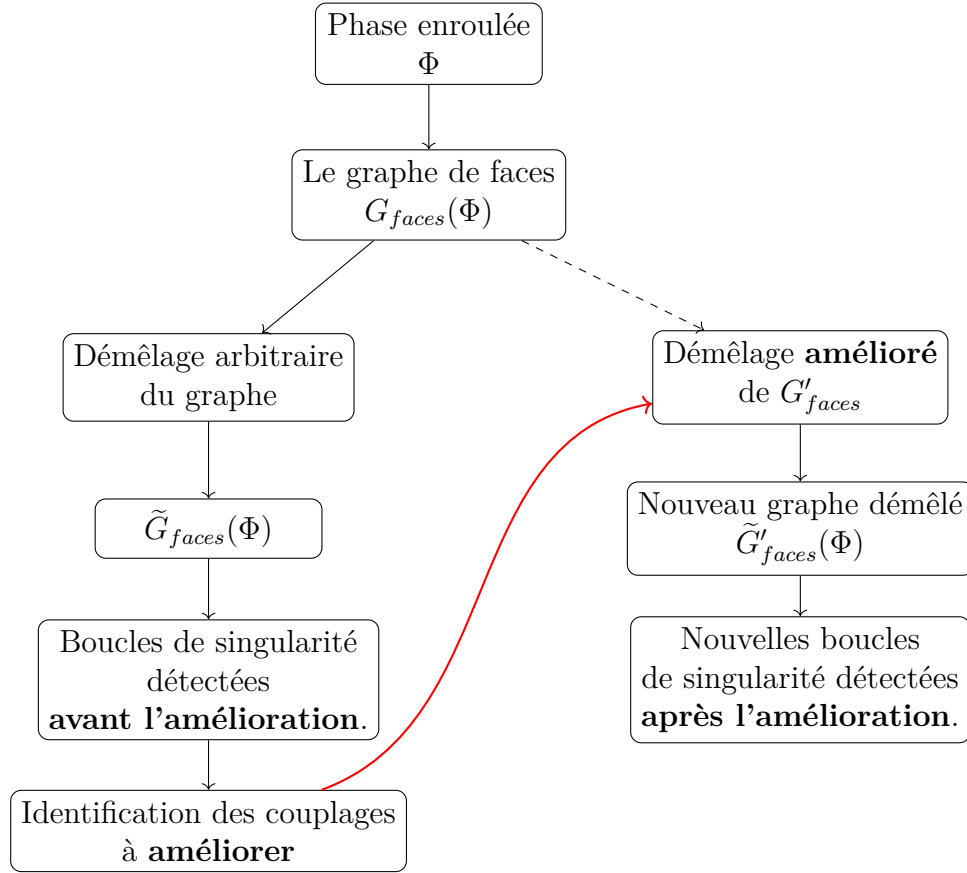 Phase enroulée
Φ
Le graphe de faces
G_{faces}(Φ)
Démêlage arbitraire
du graphe
G̃_{faces}(Φ)
Boucles de singularité
détectées
avant l'amélioration.
Identification des couplages
à améliorer
Démêlage amélioré
de G'_{faces}
Nouveau graphe démêlé
G̃'_{faces}(Φ)
Nouvelles boucles
de singularité détectées
après l'amélioration.